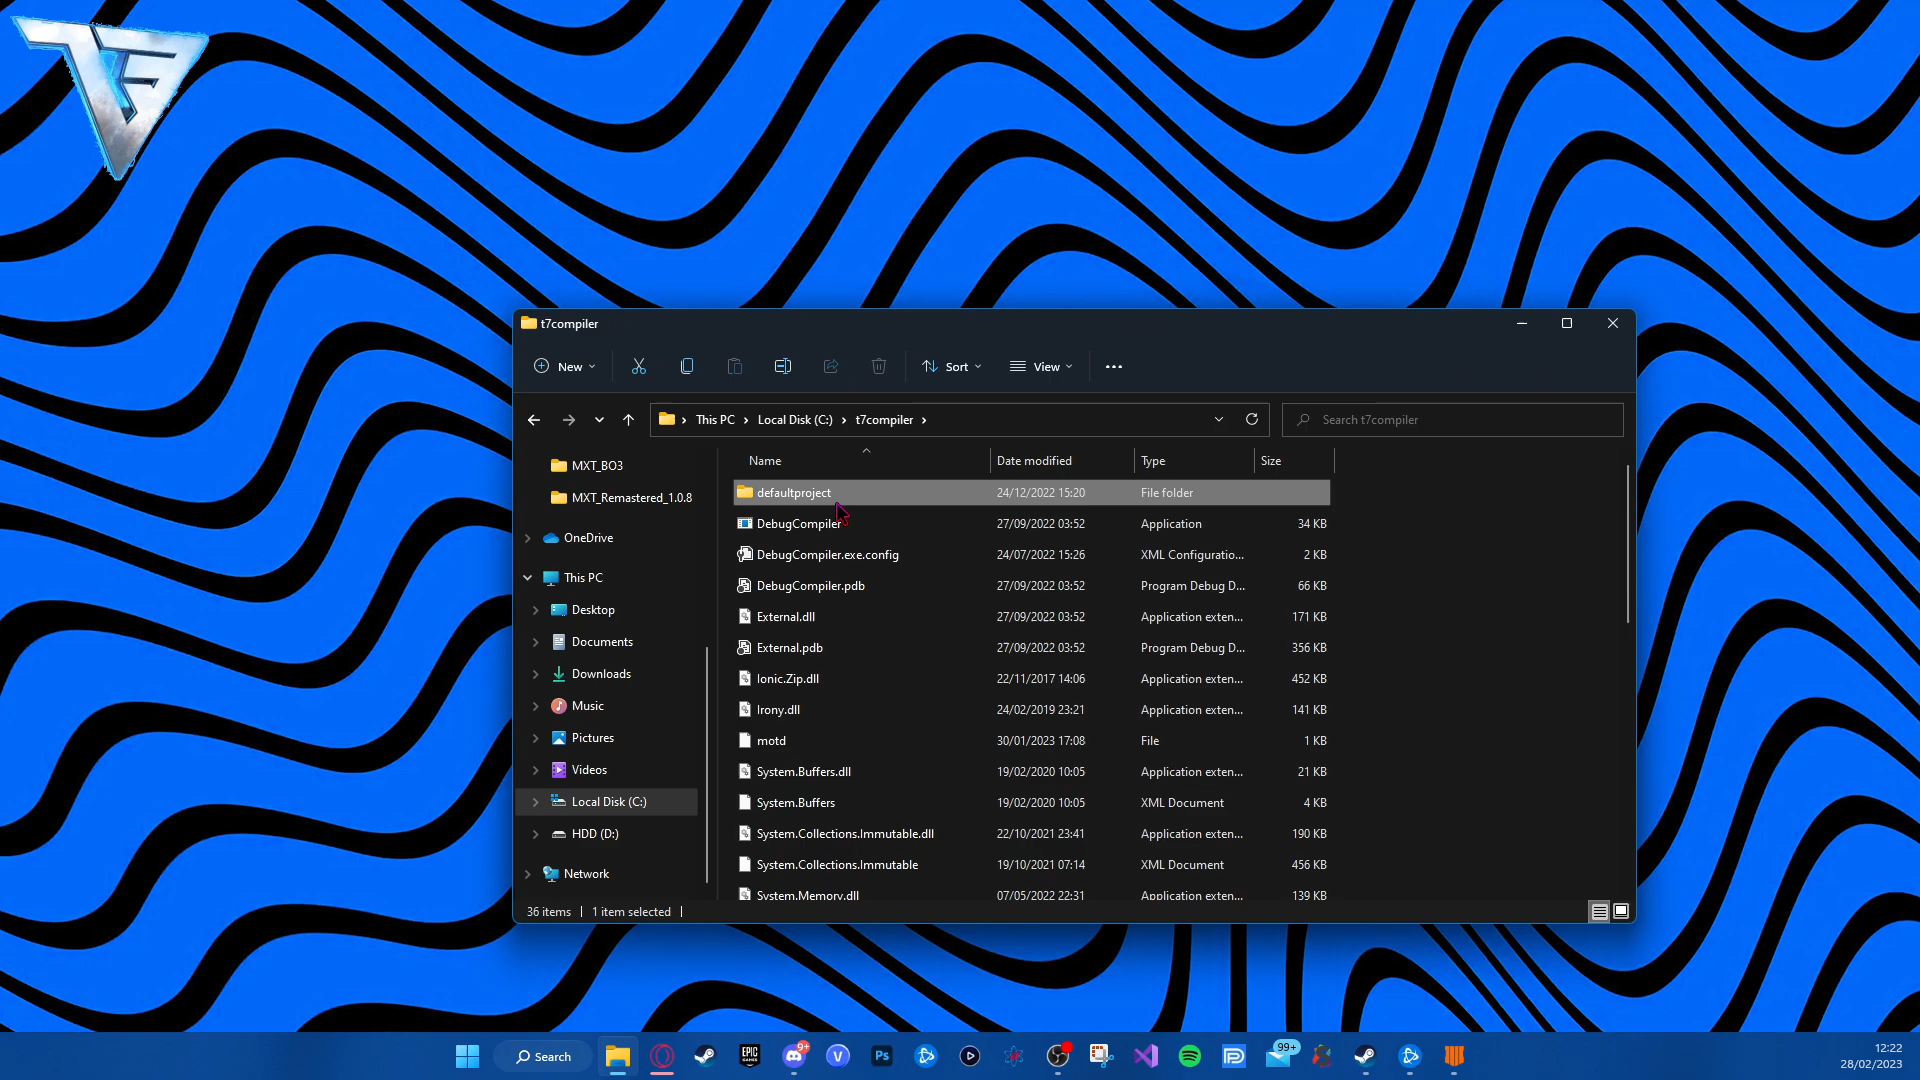 TF
t7compiler
New
Sort
View
This PC
Local Disk (C:)
t7compiler
Search t7compiler
Name
Date modified
Type
Size
MXT_BO3
MXT_Remastered_1.0.8
OneDrive
This PC
Desktop
Documents
Downloads
Music
Pictures
Videos
Local Disk (C:)
HDD (D:)
Network
defaultproject 24/12/2022 15:20 File folder
DebugCompiler 27/09/2022 03:52 Application 34 KB
DebugCompiler.exe.config 24/07/2022 15:26 XML Configuratio... 2 KB
DebugCompiler.pdb 27/09/2022 03:52 Program Debug D... 66 KB
External.dll 27/09/2022 03:52 Application exten... 171 KB
External.pdb 27/09/2022 03:52 Program Debug D... 356 KB
Ionic.Zip.dll 22/11/2017 14:06 Application exten... 452 KB
Irony.dll 24/02/2019 23:21 Application exten... 141 KB
motd 30/01/2023 17:08 File 1 KB
System.Buffers.dll 19/02/2020 10:05 Application exten... 21 KB
System.Buffers 19/02/2020 10:05 XML Document 4 KB
System.Collections.Immutable.dll 22/10/2021 23:41 Application exten... 190 KB
System.Collections.Immutable 19/10/2021 07:14 XML Document 456 KB
System.Memory.dll 07/05/2022 22:31 Application exten... 139 KB
36 items
1 item selected
Search
EPIC GAMES
9+
V
Ps
99+
12:22
28/02/2023